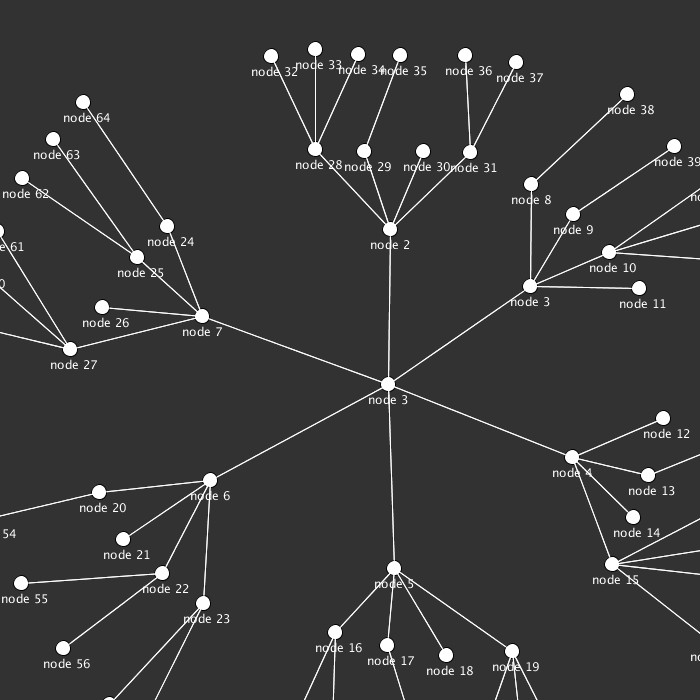 node 33
node 34
node 35
node 32
node 36
node 37
node 38
node 64
node 63
node 39
node 28
node 29
node 30
node 31
node 62
node 8
node 9
node 24
node 2
node 25
node 10
node 3
node 11
node 26
node 7
node 27
node 3
node 12
node 4
node 13
node 6
node 20
node 14
node 21
node 5
node 15
node 22
node 55
node 23
node 16
node 17
node 18
node 19
node 56
54